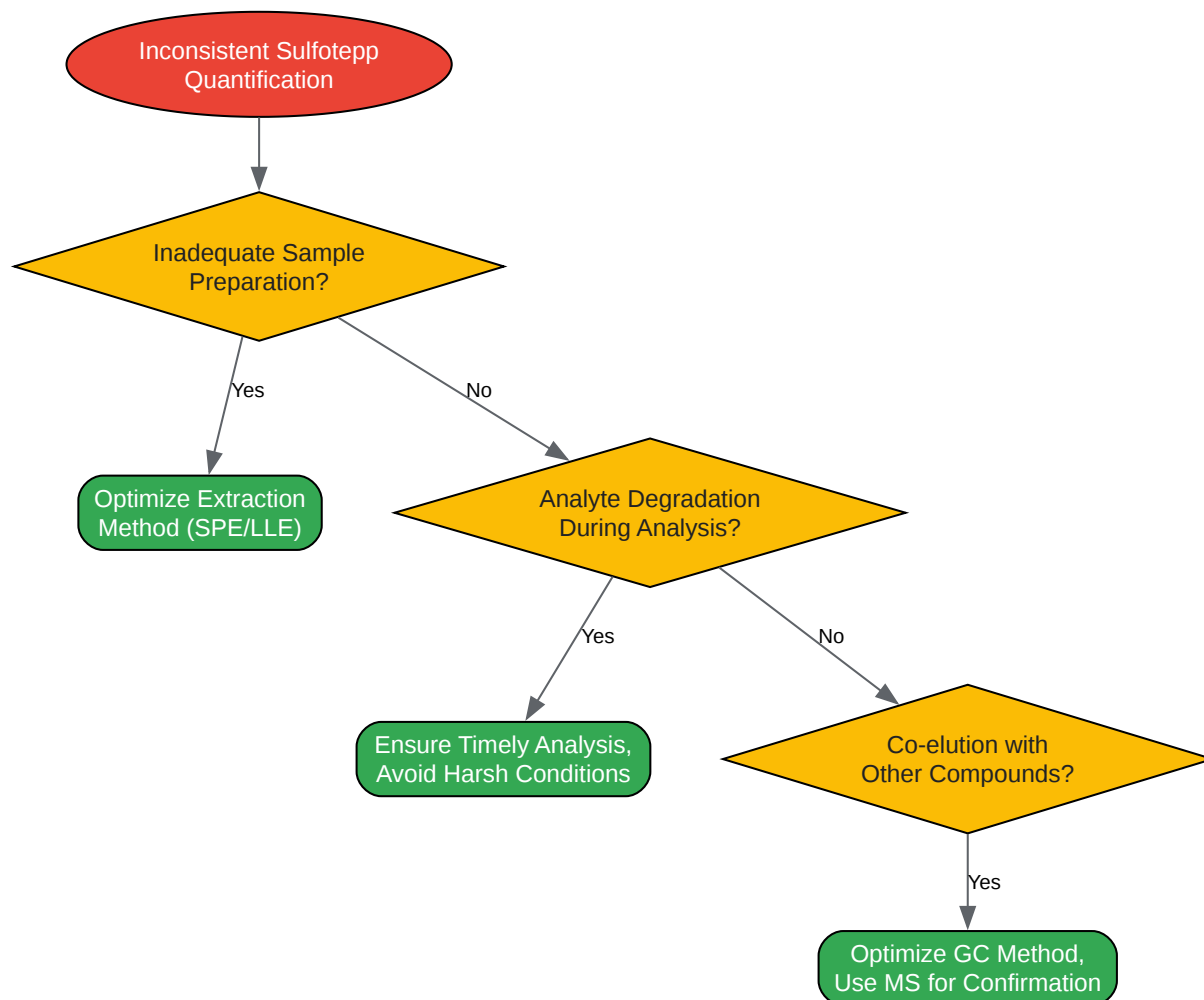 Inconsistent Sulfotepp
Quantification
Inadequate Sample
Preparation?
Yes
No
Optimize Extraction
Method (SPE/LLE)
Analyte Degradation
During Analysis?
Yes
No
Ensure Timely Analysis,
Avoid Harsh Conditions
Co-elution with
Other Compounds?
Yes
Optimize GC Method,
Use MS for Confirmation